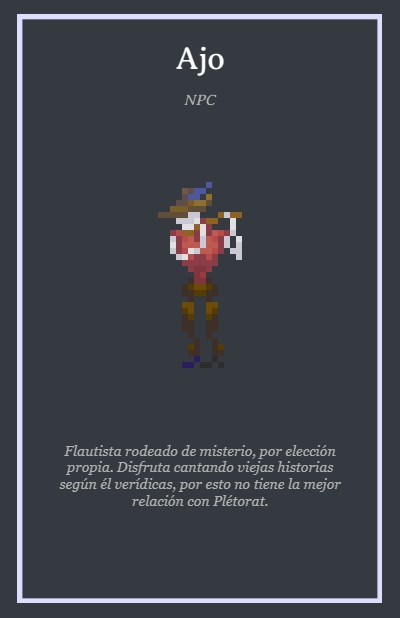 Ajo
NPC
Flautista rodeado de misterio, por elección
propia. Disfruta cantando viejas historias
según él verídicas, por esto no tiene la mejor
relación con Plétorat.